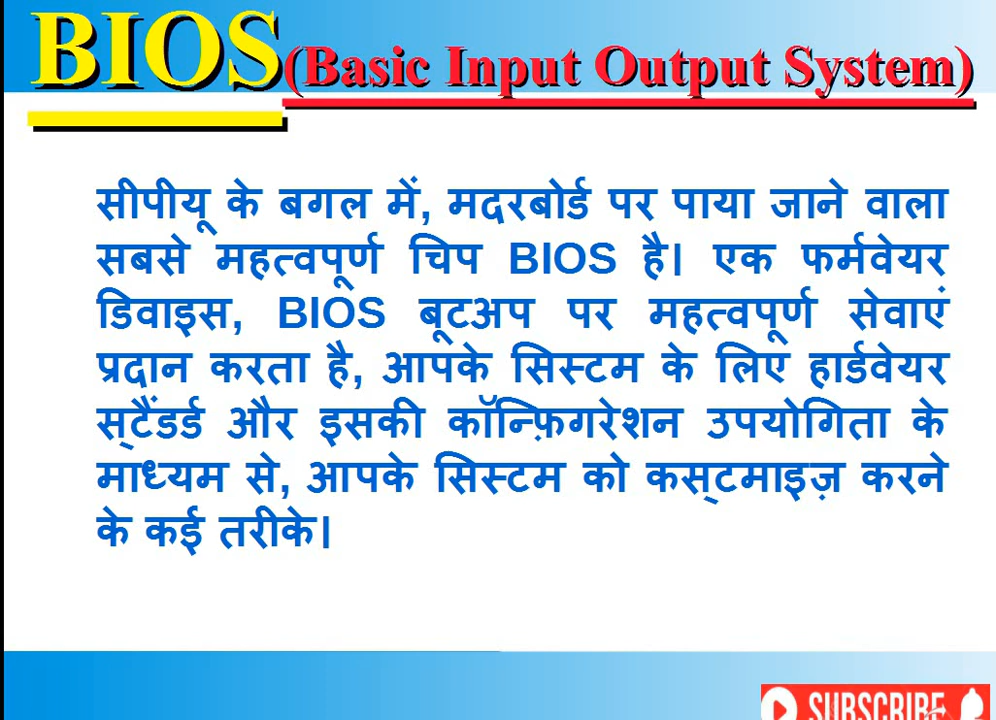 BIOS(Basic Input Output System)
सीपीयू के बगल में, मदरबोर्ड पर पाया जाने वाला
सबसे महत्वपूर्ण चिप BIOS है। एक फर्मवेयर
डिवाइस, BIOS बूटअप पर महत्वपूर्ण सेवाएं
प्रदान करता है, आपके सिस्टम के लिए हार्डवेयर
स्टैंडर्ड और इसकी कॉन्फ़िगरेशन उपयोगिता के
माध्यम से, आपके सिस्टम को कस्टमाइज़ करने
के कई तरीके।
SUBSCRIBE